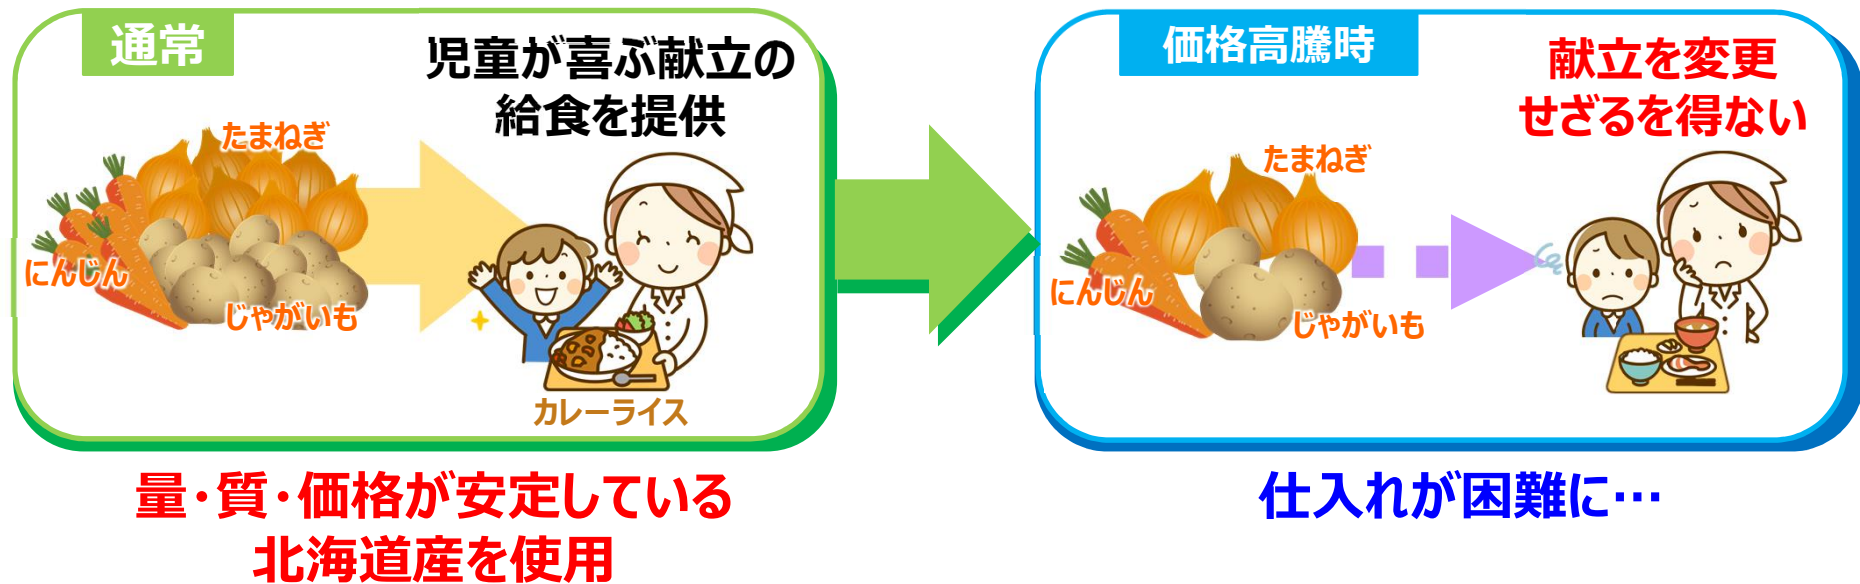 通常
児童が喜ぶ献立の
給食を提供
たまねぎ
にんじん
じゃがいも
カレーライス
量・質・価格が安定している
北海道産を使用
価格高騰時
献立を変更
せざるを得ない
たまねぎ
にんじん
じゃがいも
仕入れが困難に…